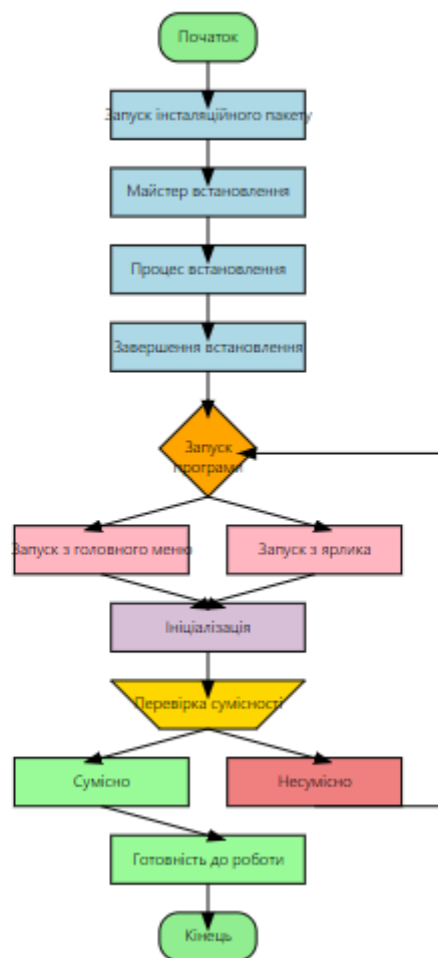 Початок
Запуск інсталяційного пакету
Майстер встановлення
Процес встановлення
Завершення встановлення
Запуск
програми
Запуск з головного меню
Запуск з ярлика
Ініціалізація
Перевірка сумісності
Сумісно
Несумісно
Готовність до роботи
Кінець